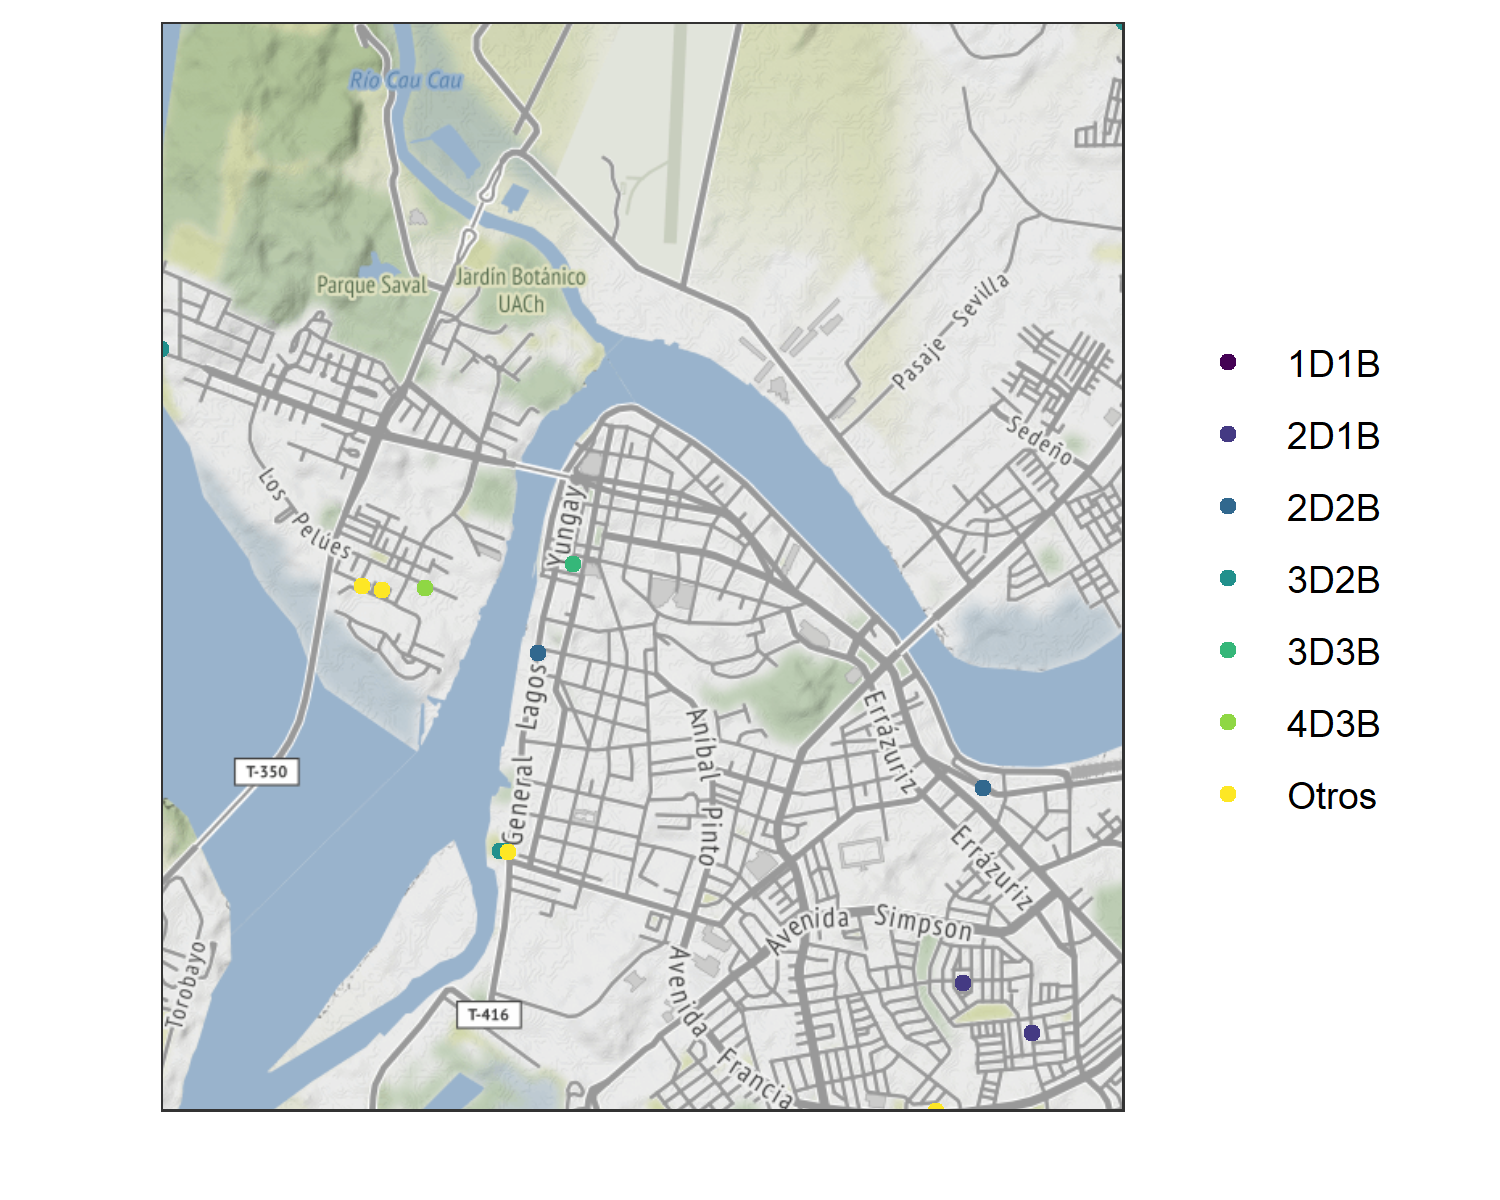 Río Cau Cau
Parque Saval
Jardín Botánico
UACh
Pasaje Sevilla
Sedeño
Los Pelúes
Yungay
General Lagos
Aníbal Pinto
Errázuriz
T-350
Errázuriz
Avenida Simpson
Torobayo
T-416
Avenida Francia
1D1B
2D1B
2D2B
3D2B
3D3B
4D3B
Otros